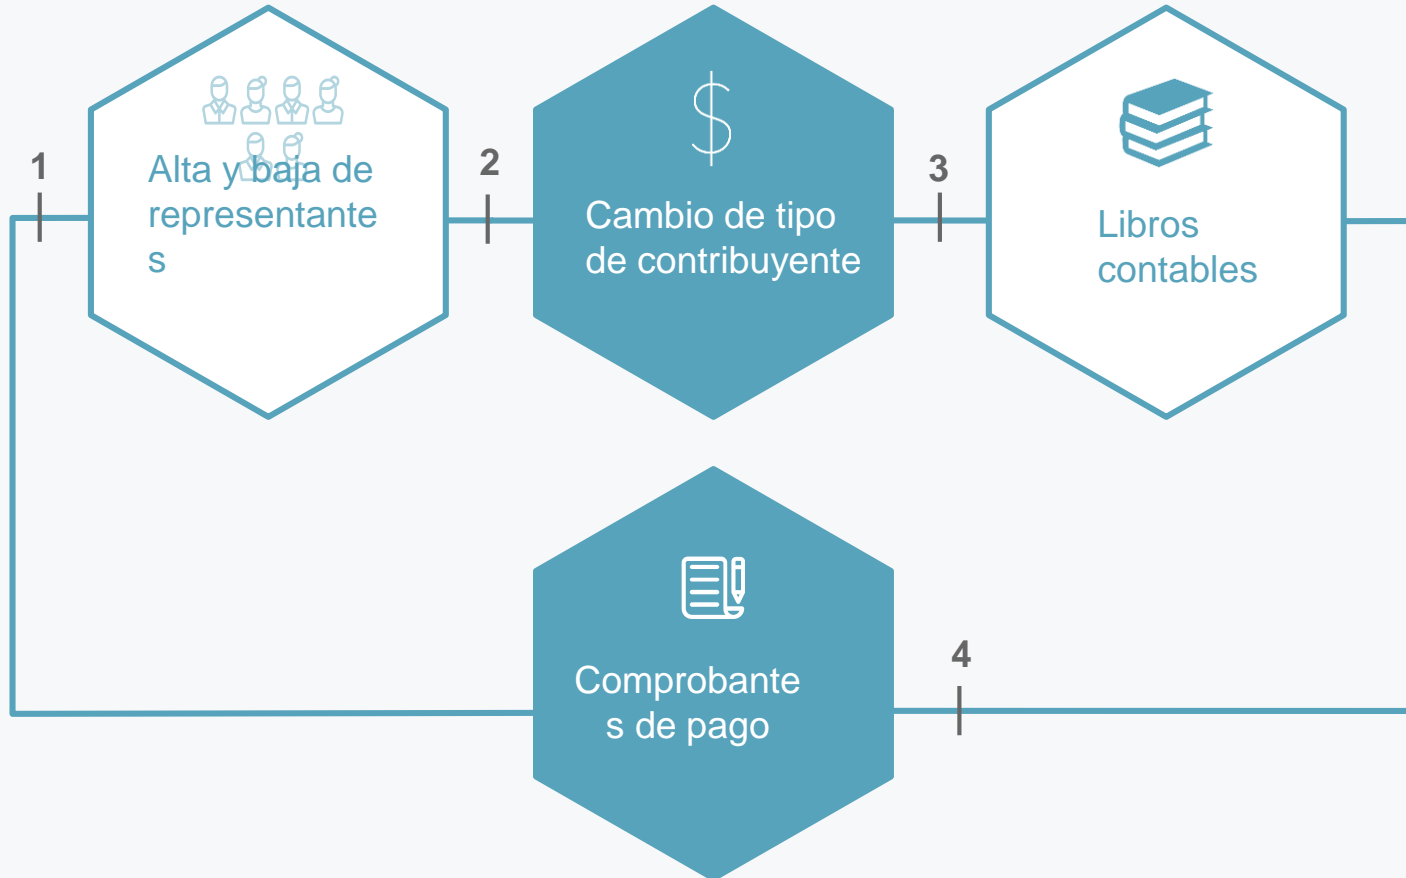 1
Alta y baja de
representante
s
2
Cambio de tipo
de contribuyente
3
Libros
contables
4
Comprobante
s de pago